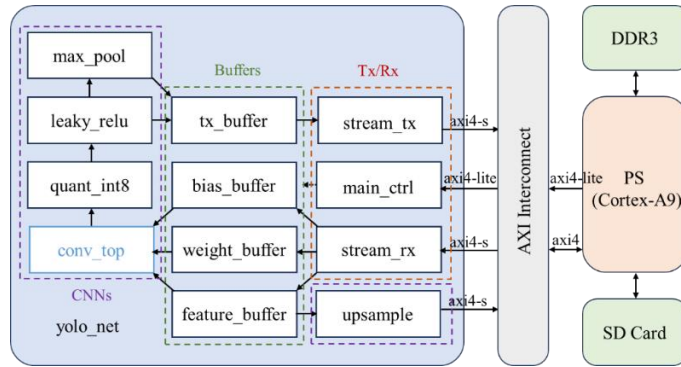 max_pool
Buffers
Tx/Rx
DDR3
leaky_relu
tx_buffer
stream_tx
axi4-s
quant_int8
bias_buffer
main_ctrl
axi4-lite
AXI Interconnect
axi4-lite
PS
(Cortex-A9)
conv_top
weight_buffer
stream_rx
axi4-s
axi4
CNNs
yolo_net
feature_buffer
upsample
axi4-s
SD Card